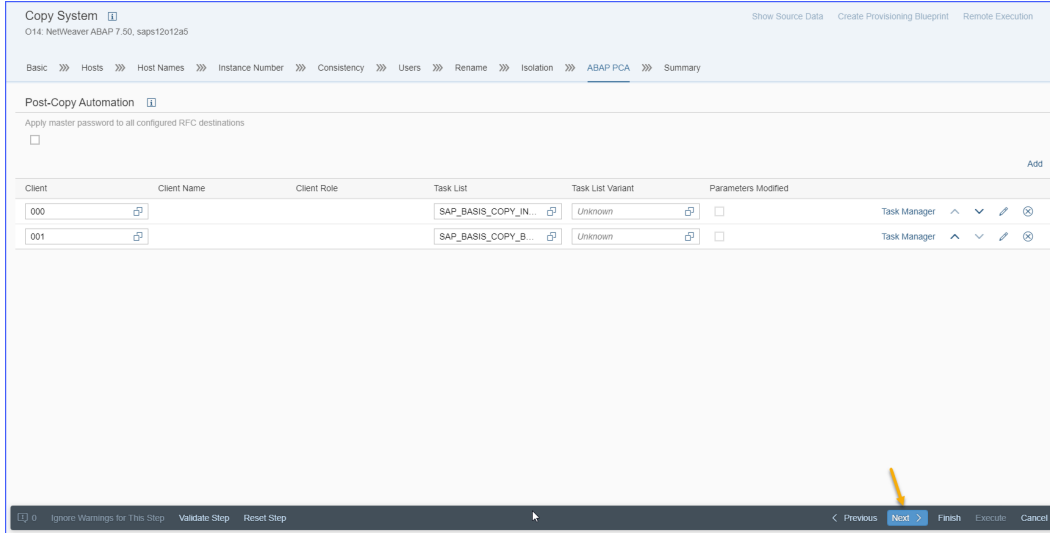 Copy System
Show Source Data Create Provisioning Blueprint Remote Execution
O14: NetWeaver ABAP 7.50, saps12o12a5
Basic Hosts Host Names Instance Number Consistency Users Rename Isolation ABAP PCA Summary
Post-Copy Automation
Apply master password to all configured RFC destinations
Add
Client Client Name Client Role Task List Task List Variant Parameters Modified
000 SAP_BASIS_COPY_IN... Unknown Task Manager
001 SAP_BASIS_COPY_B... Unknown Task Manager
0 Ignore Warnings for This Step Validate Step Reset Step < Previous Next > Finish Execute Cancel